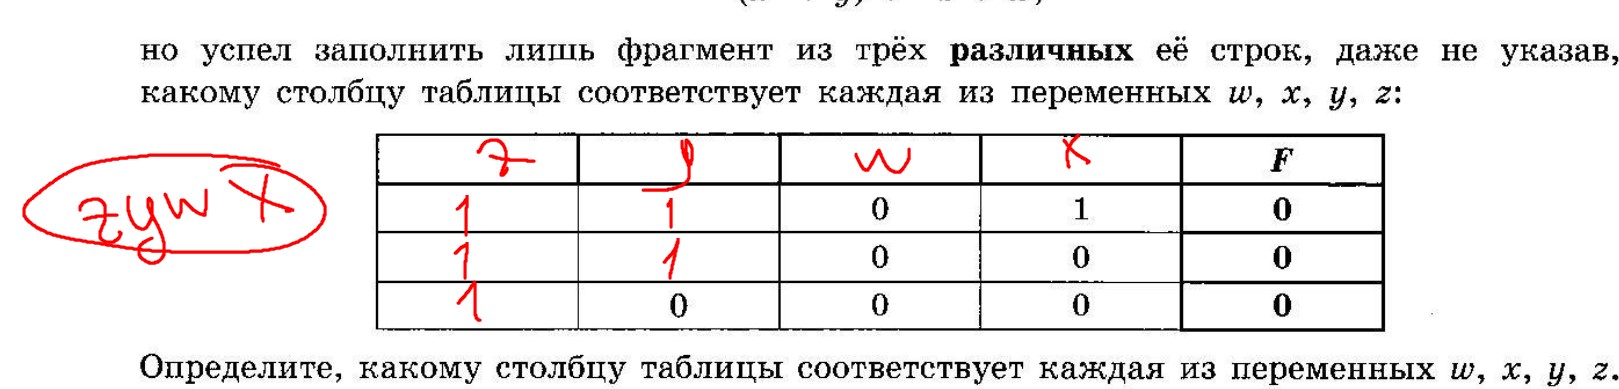 но успел заполнить лишь фрагмент из трёх различных её строк, даже не указав,
какому столбцу таблицы соответствует каждая из переменных w, x, y, z:
z y w x F
1 1 0 1 0
1 1 0 0 0
1 0 0 0 0
zywx
Определите, какому столбцу таблицы соответствует каждая из переменных w, x, y, z.